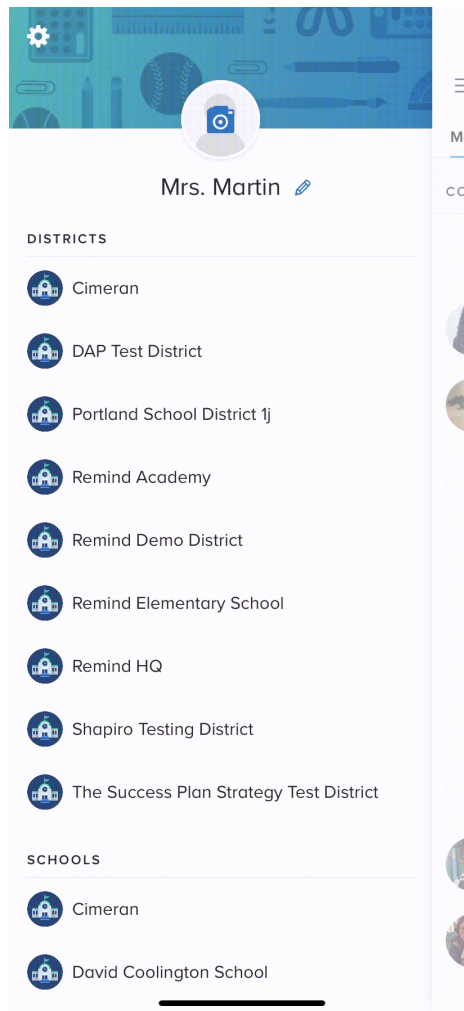 Mrs. Martin
DISTRICTS
Cimeran
DAP Test District
Portland School District 1j
Remind Academy
Remind Demo District
Remind Elementary School
Remind HQ
Shapiro Testing District
The Success Plan Strategy Test District
SCHOOLS
Cimeran
David Coolington School